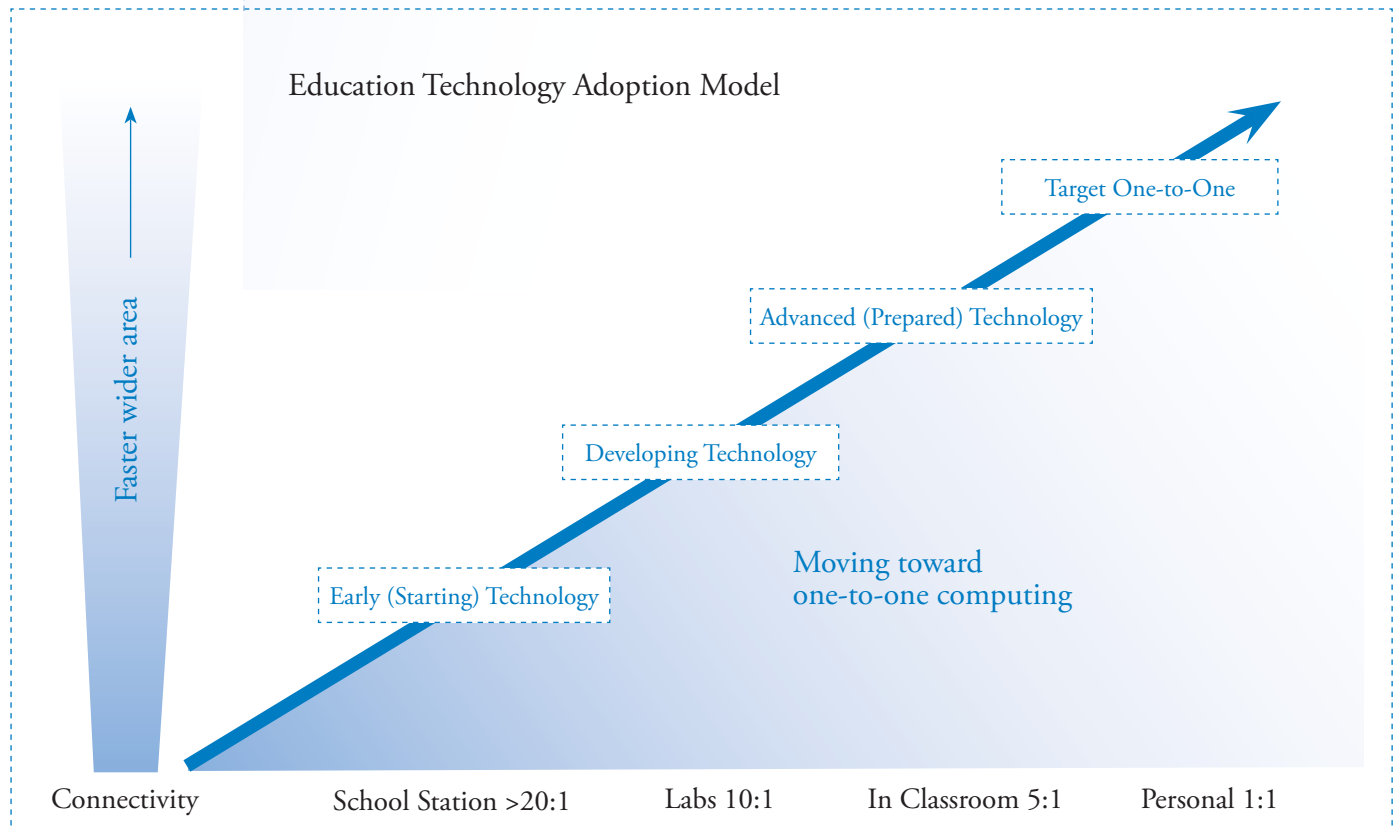 Education Technology Adoption Model
Target One-to-One
Advanced (Prepared) Technology
Developing Technology
Early (Starting) Technology
Moving toward
one-to-one computing
Faster wider area
Connectivity
School Station >20:1
Labs 10:1
In Classroom 5:1
Personal 1:1